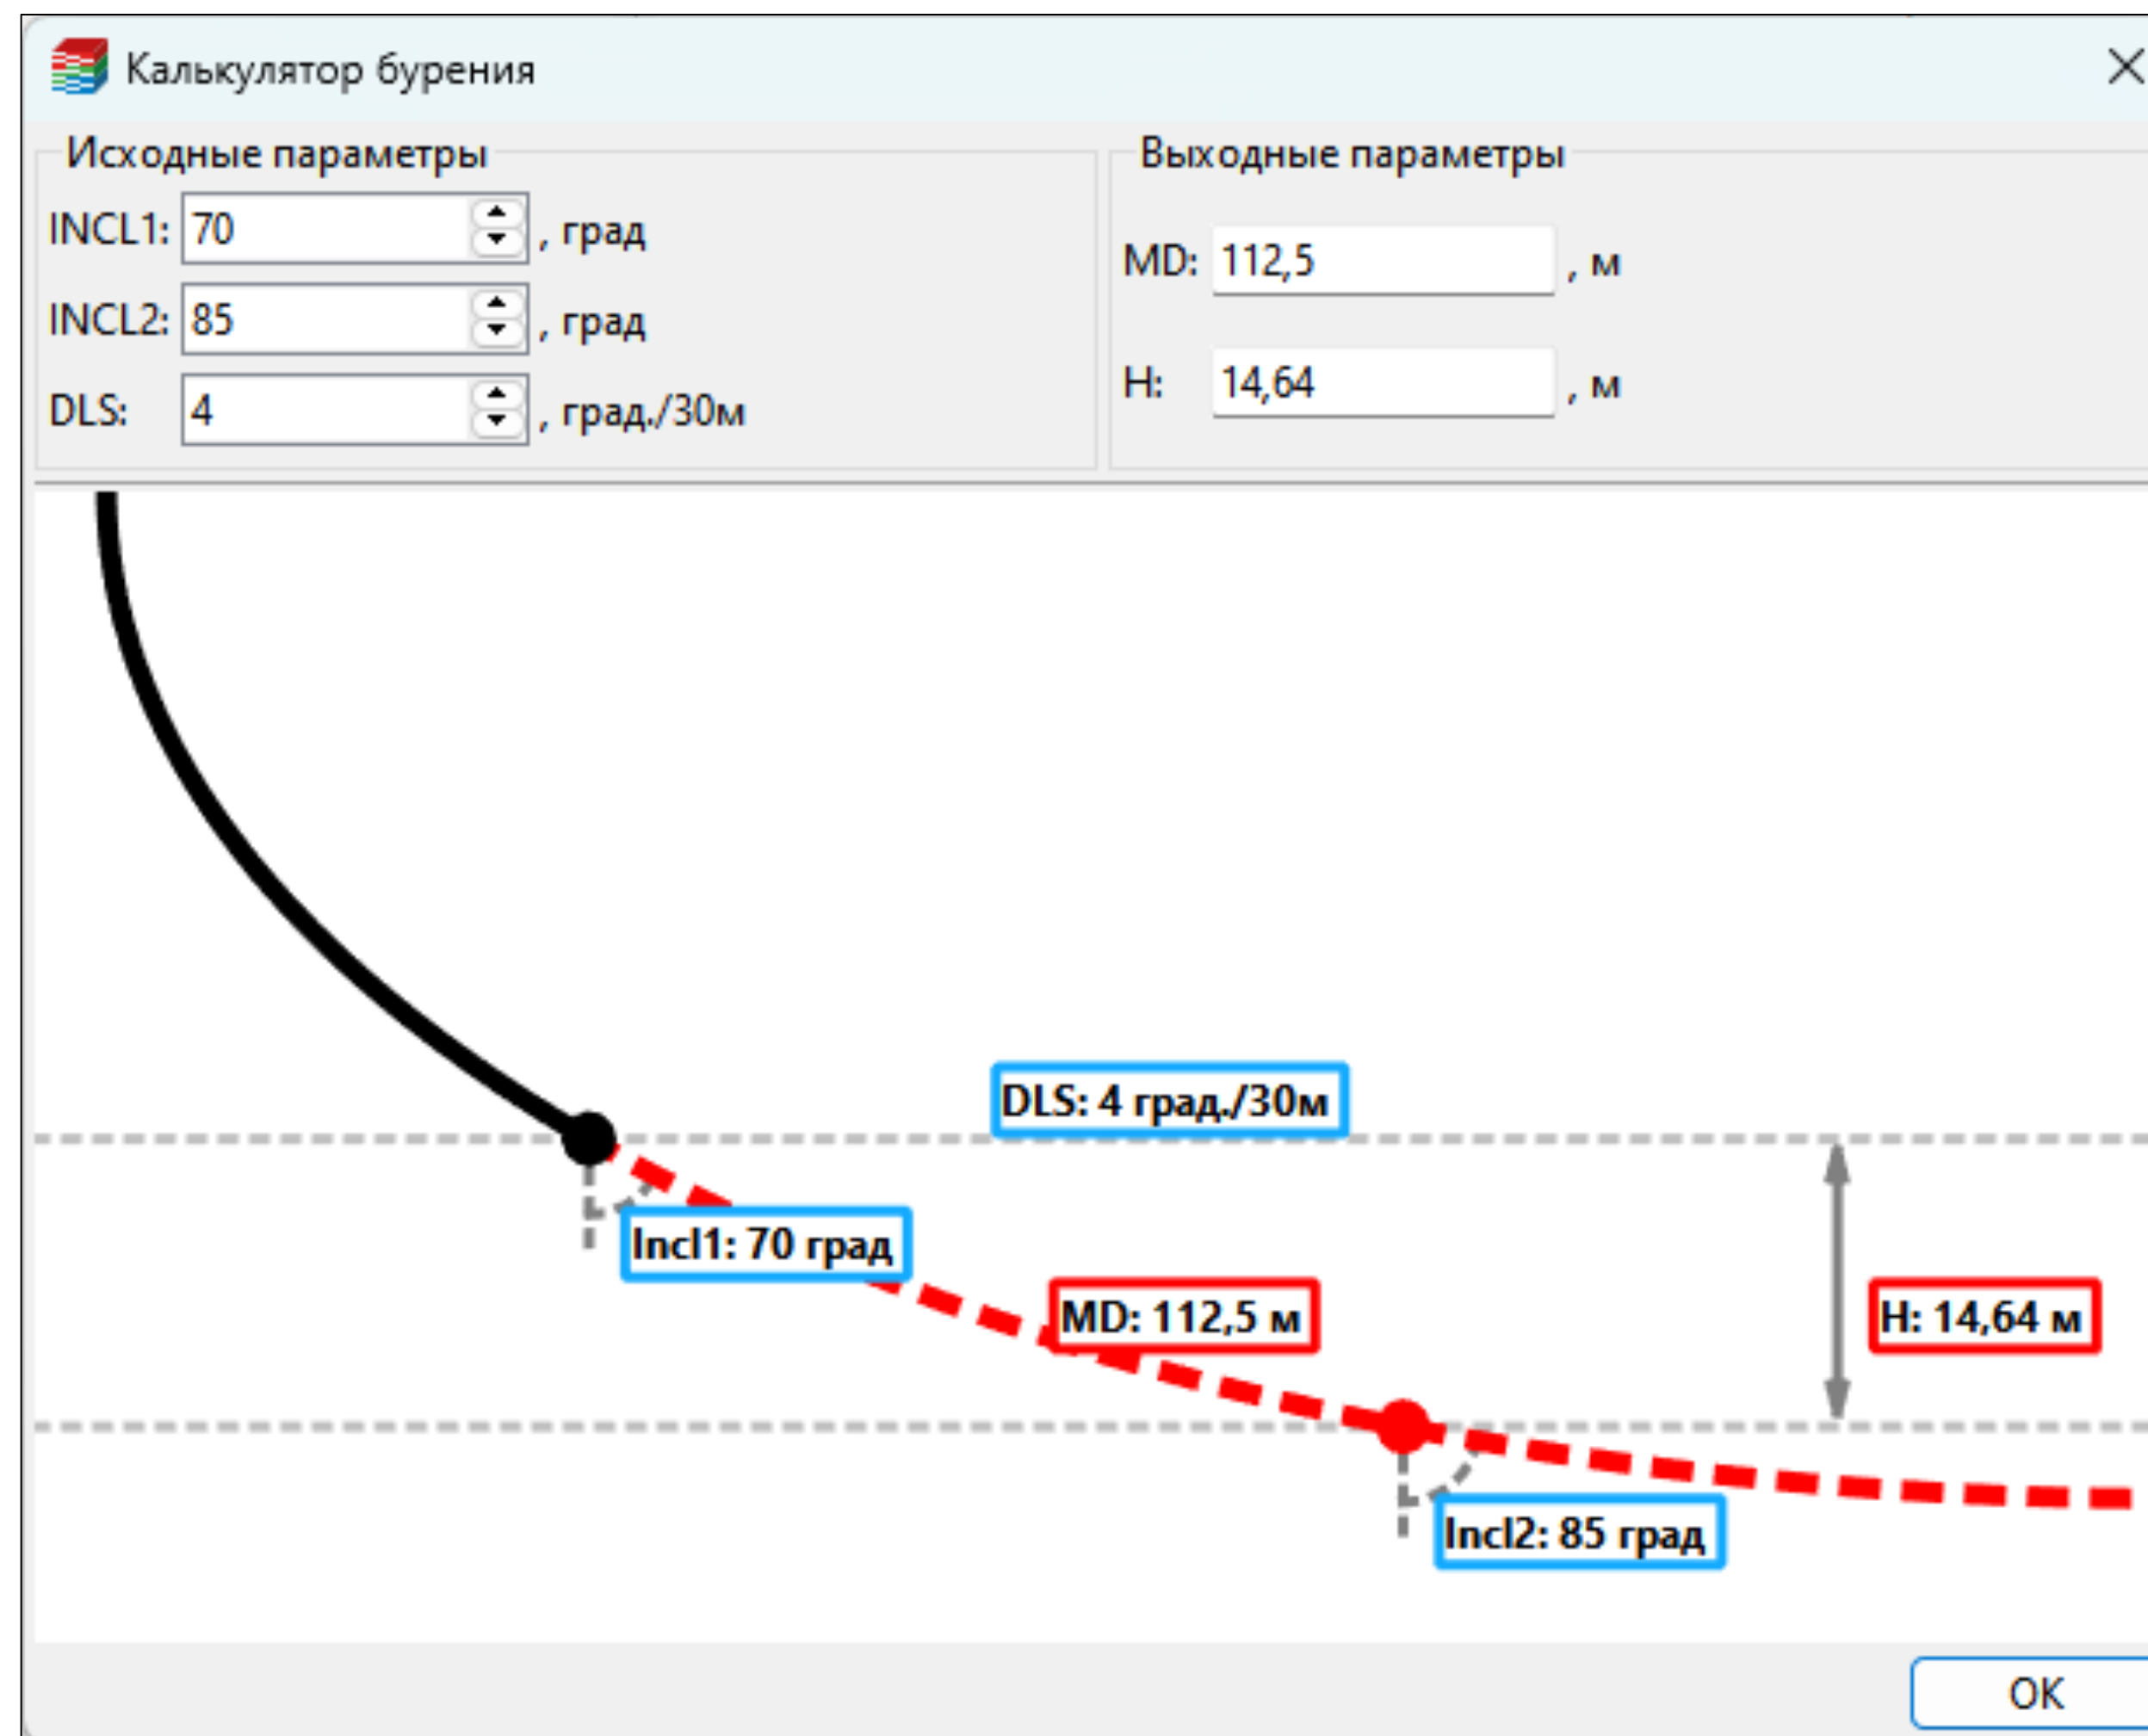 Калькулятор бурения
Исходные параметры
INCL1: 70 , град
INCL2: 85 , град
DLS: 4 , град./30м
Выходные параметры
MD: 112,5 , м
H: 14,64 , м
DLS: 4 град./30м
Incl1: 70 град
MD: 112,5 м
H: 14,64 м
Incl2: 85 град
ОК